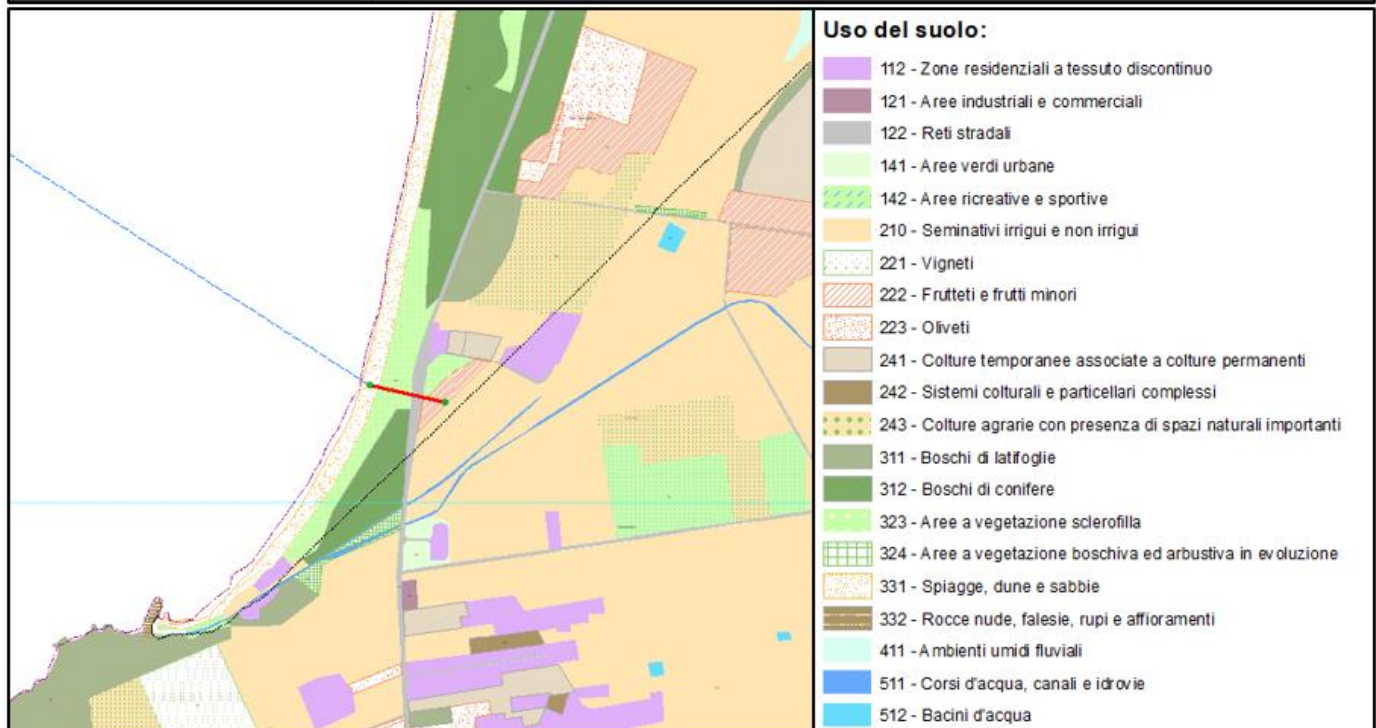 Uso del suolo:
112 - Zone residenziali a tessuto discontinuo
121 - Aree industriali e commerciali
122 - Reti stradali
141 - Aree verdi urbane
142 - Aree ricreative e sportive
210 - Seminativi irrigui e non irrigui
221 - Vigneti
222 - Frutteti e frutti minori
223 - Oliveti
241 - Colture temporanee associate a colture permanenti
242 - Sistemi colturali e particellari complessi
243 - Colture agrarie con presenza di spazi naturali importanti
311 - Boschi di latifoglie
312 - Boschi di conifere
323 - Aree a vegetazione sclerofilla
324 - Aree a vegetazione boschiva ed arbustiva in evoluzione
331 - Spiagge, dune e sabbie
332 - Rocce nude, falesie, rupi e affioramenti
411 - Ambienti umidi fluviali
511 - Corsi d'acqua, canali e idrovie
512 - Bacini d'acqua